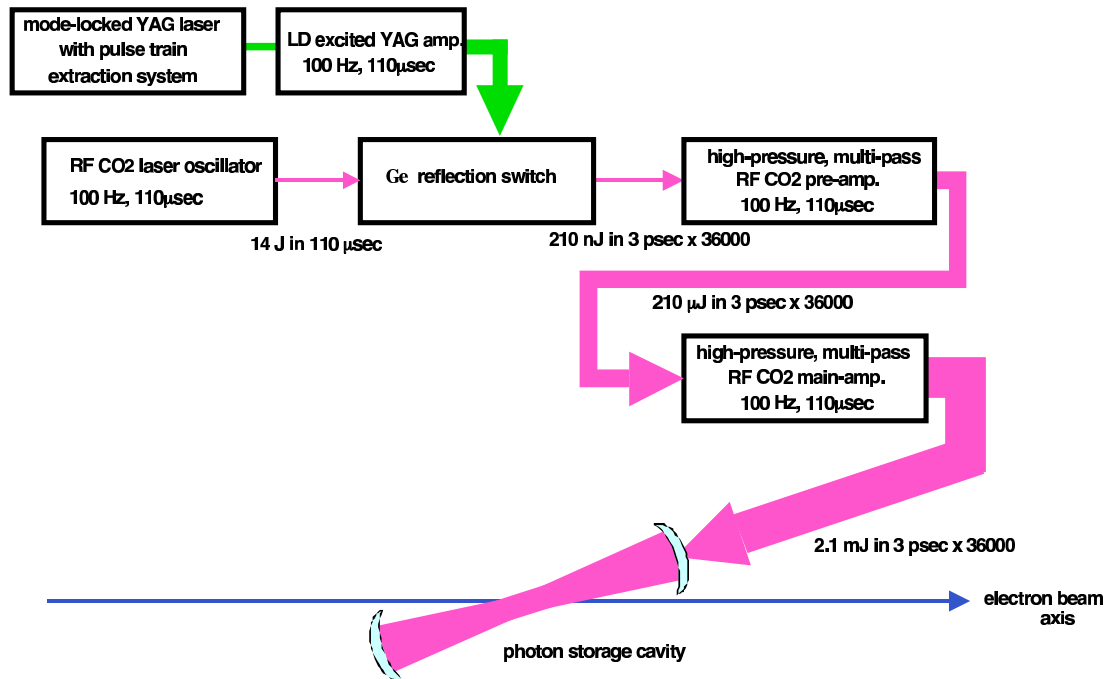 mode-locked YAG laser
with pulse train
extraction system
LD excited YAG amp.
100 Hz, 110μsec
RF CO2 laser oscillator
100 Hz, 110μsec
Ge reflection switch
high-pressure, multi-pass
RF CO2 pre-amp.
100 Hz, 110μsec
14 J in 110 μsec
210 nJ in 3 psec x 36000
210 μJ in 3 psec x 36000
high-pressure, multi-pass
RF CO2 main-amp.
100 Hz, 110μsec
2.1 mJ in 3 psec x 36000
electron beam
axis
photon storage cavity